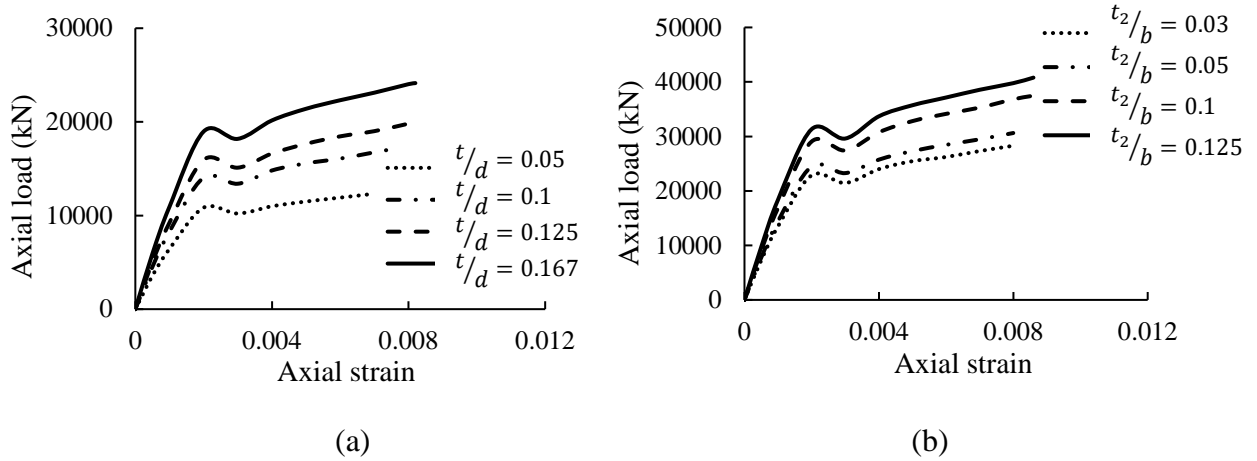 Axial load (kN)
30000
20000
10000
0
0 0.004 0.008 0.012
Axial strain
t/d = 0.05
t/d = 0.1
t/d = 0.125
t/d = 0.167
(a)
Axial load (kN)
50000
40000
30000
20000
10000
0
0 0.004 0.008 0.012
Axial strain
t₂/b = 0.03
t₂/b = 0.05
t₂/b = 0.1
t₂/b = 0.125
(b)